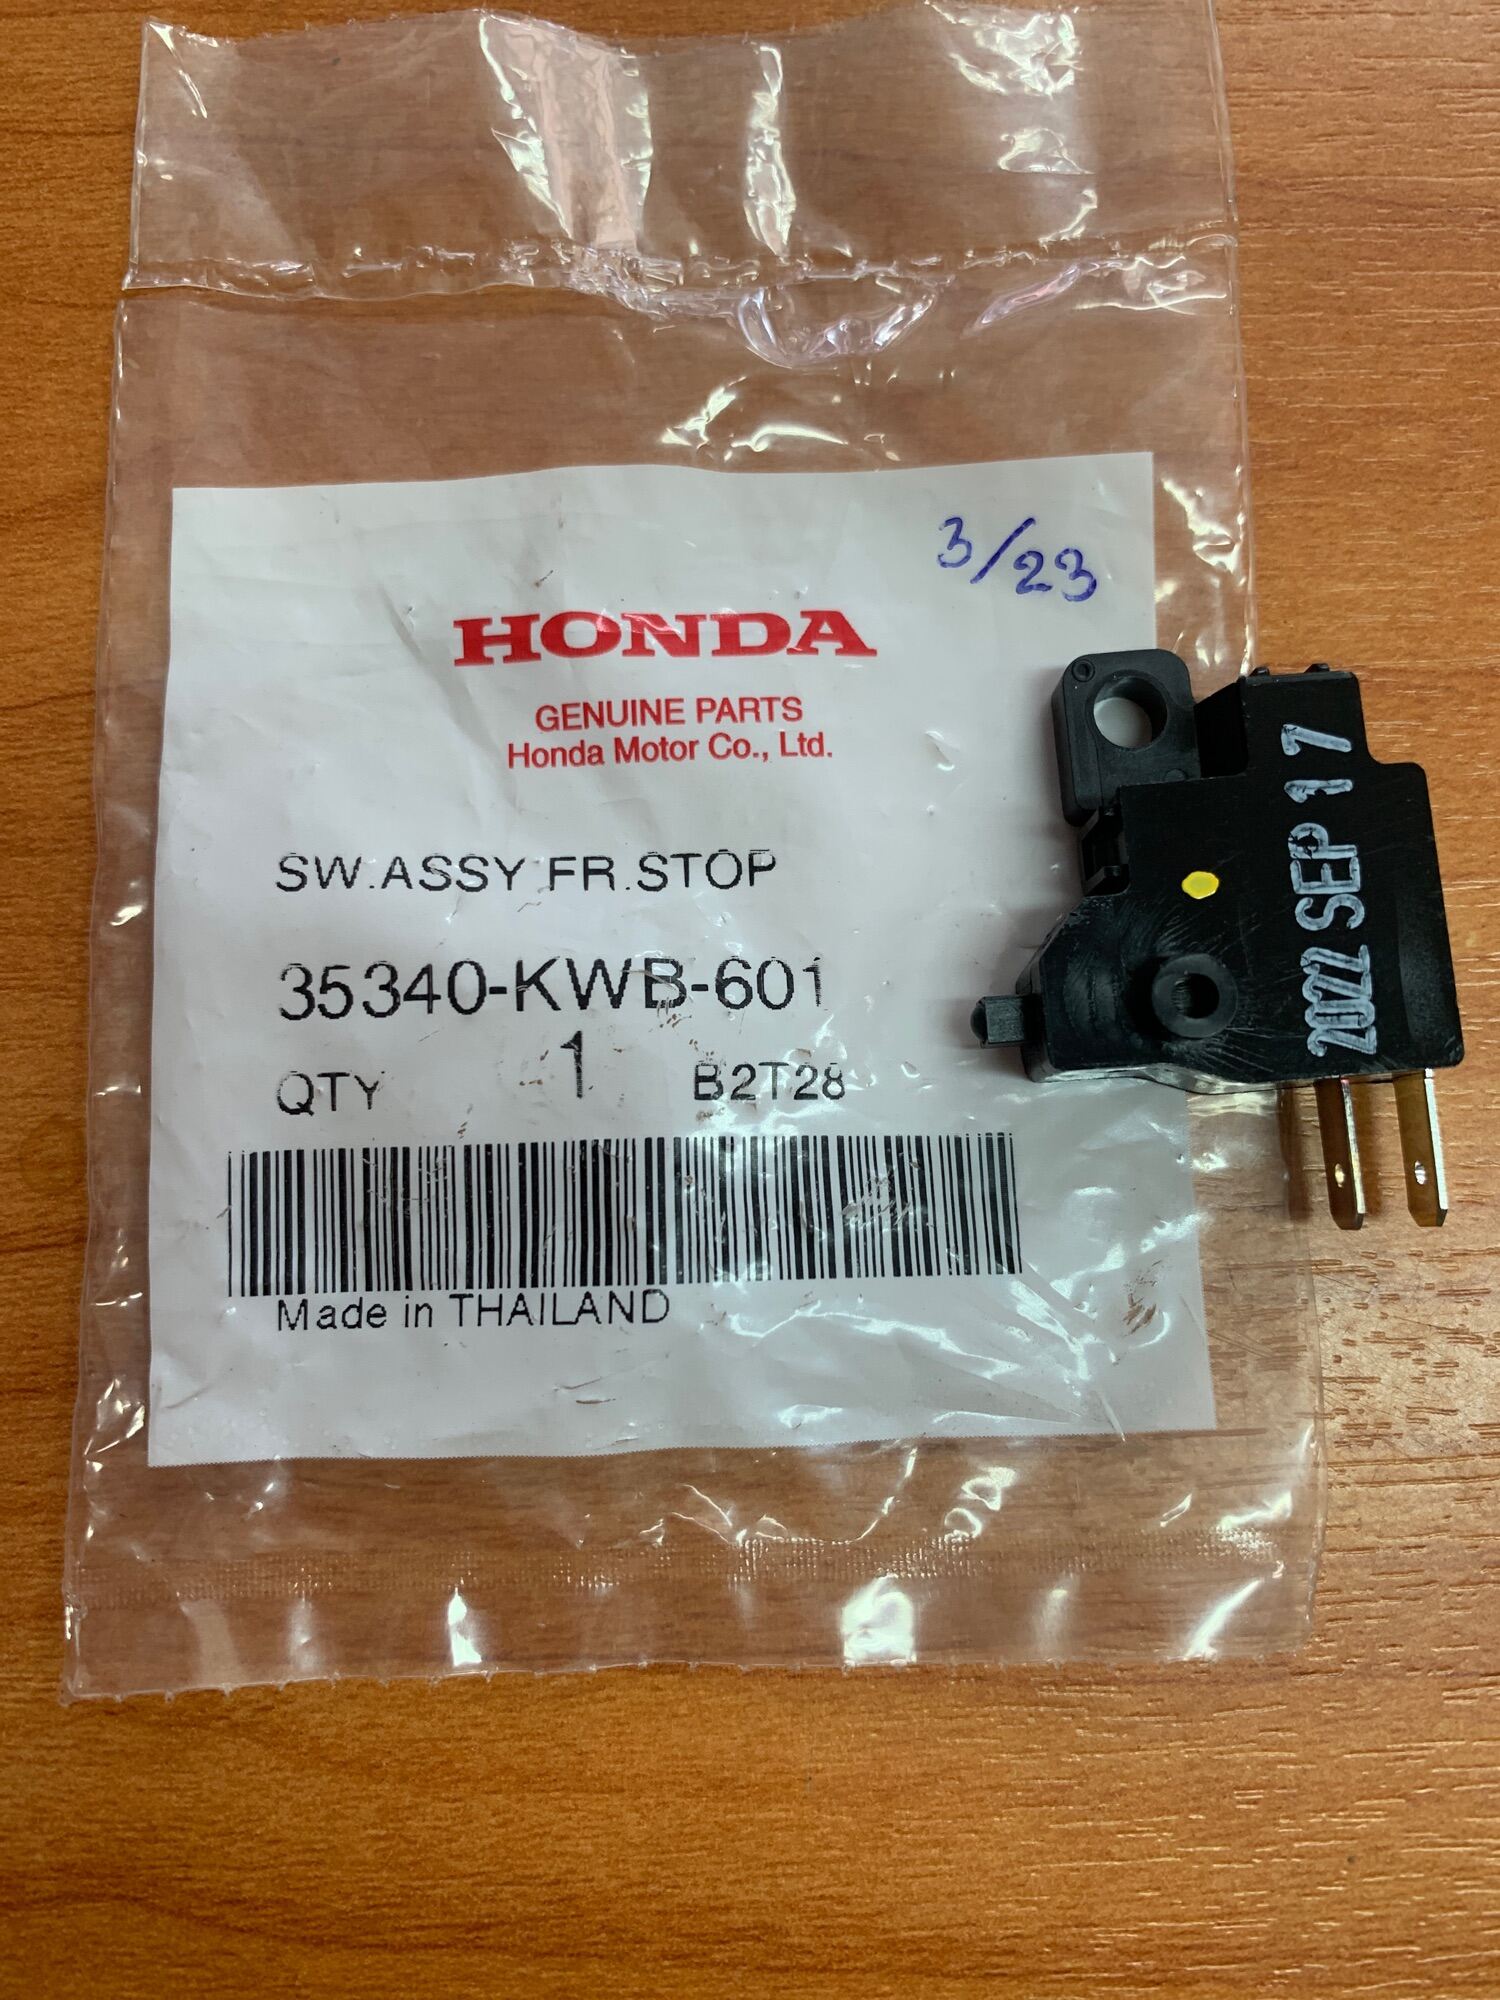 3/23
HONDA
GENUINE PARTS
Honda Motor Co., Ltd.
SW.ASSY FR.STOP
35340-KWB-601
QTY 1 B2T28
Made in THAILAND
2022 SEP 17